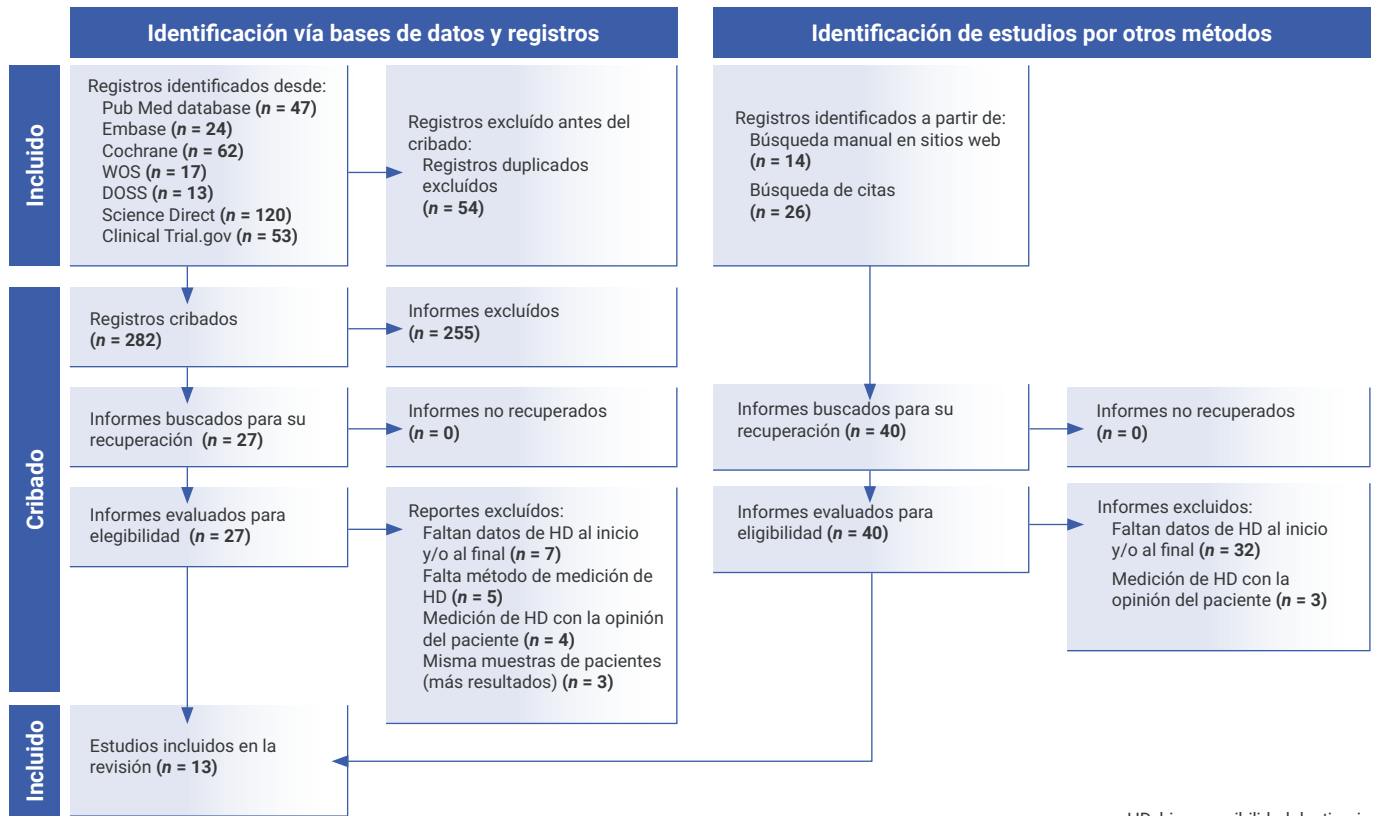 Identificación vía bases de datos y registros
Identificación de estudios por otros métodos
Incluido
Registros identificados desde:
Pub Med database (n = 47)
Embase (n = 24)
Cochrane (n = 62)
WOS (n = 17)
DOSS (n = 13)
Science Direct (n = 120)
Clinical Trial.gov (n = 53)
Registros excluído antes del
cribado:
Registros duplicados
excluídos
(n = 54)
Registros identificados a partir de:
Búsqueda manual en sitios web
(n = 14)
Búsqueda de citas
(n = 26)
Cribado
Registros cribados
(n = 282)
Informes excluídos
(n = 255)
Informes buscados para su
recuperación (n = 27)
Informes no recuperados
(n = 0)
Informes buscados para su
recuperación (n = 40)
Informes no recuperados
(n = 0)
Informes evaluados para
elegibilidad (n = 27)
Reportes excluídos:
Faltan datos de HD al inicio
y/o al final (n = 7)
Falta método de medición de
HD (n = 5)
Medición de HD con la opinión
del paciente (n = 4)
Misma muestras de pacientes
(más resultados) (n = 3)
Informes evaluados para
eligibilidad (n = 40)
Informes excluidos:
Faltan datos de HD al inicio
y/o al final (n = 32)
Medición de HD con la
opinión del paciente (n = 3)
Incluido
Estudios incluidos en la
revisión (n = 13)